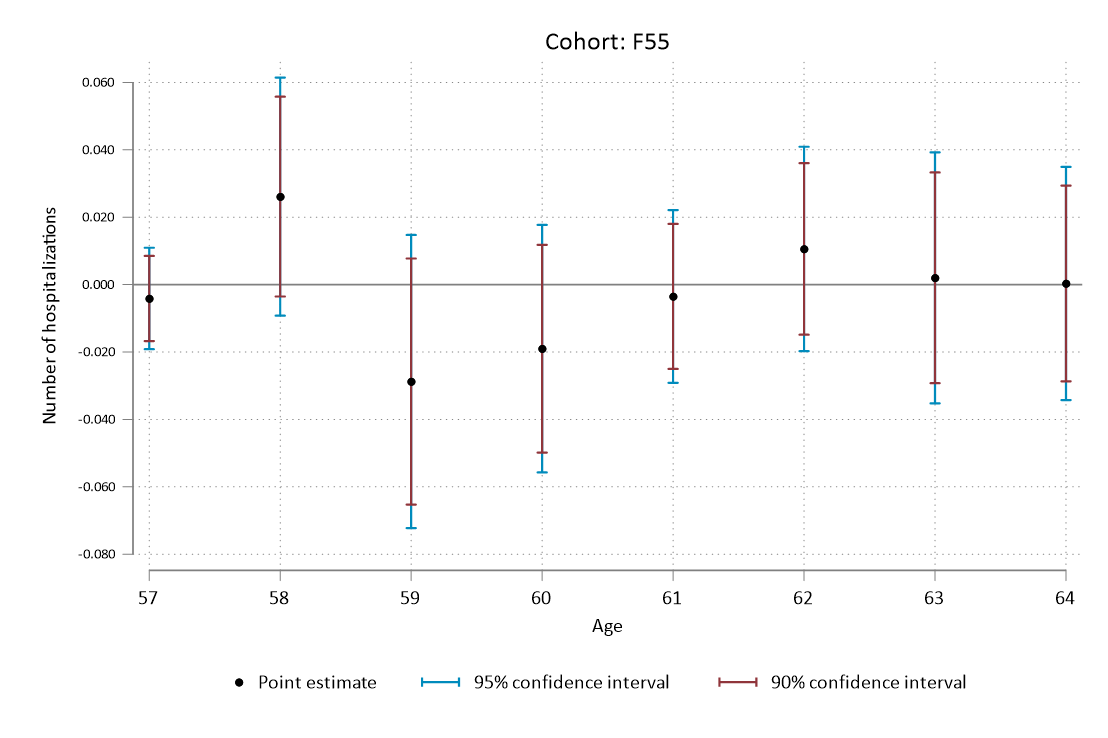 Cohort: F55
Number of hospitalizations
0.060
0.040
0.020
0.000
-0.020
-0.040
-0.060
-0.080
57 58 59 60 61 62 63 64
Age
Point estimate 95% confidence interval 90% confidence interval